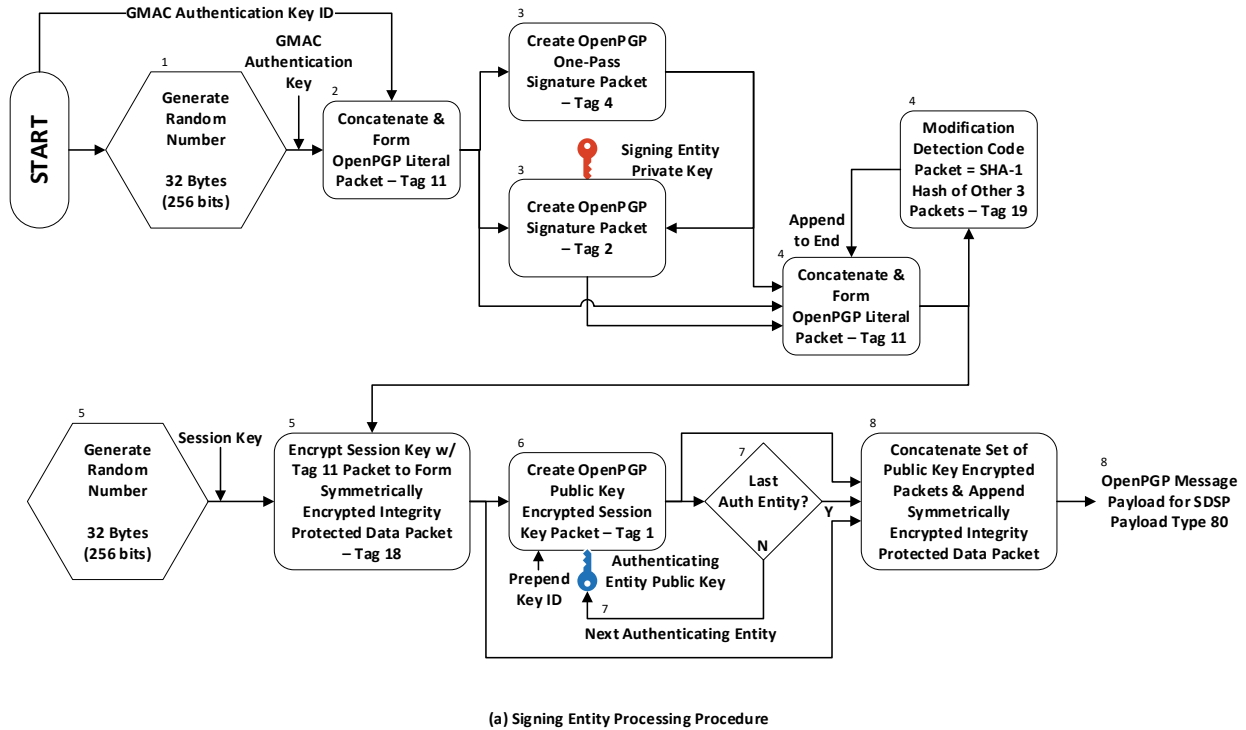 GMAC Authentication Key ID
START
1
Generate
Random
Number
32 Bytes
(256 bits)
GMAC
Authentication
Key
2
Concatenate &
Form
OpenPGP Literal
Packet – Tag 11
3
Create OpenPGP
One-Pass
Signature Packet
– Tag 4
Signing Entity
Private Key
3
Create OpenPGP
Signature Packet
– Tag 2
4
Modification
Detection Code
Packet = SHA-1
Hash of Other 3
Packets – Tag 19
Append
to End
4
Concatenate &
Form
OpenPGP Literal
Packet – Tag 11
5
Generate
Random
Number
32 Bytes
(256 bits)
Session Key
5
Encrypt Session Key w/
Tag 11 Packet to Form
Symmetrically
Encrypted Integrity
Protected Data Packet
– Tag 18
6
Create OpenPGP
Public Key
Encrypted Session
Key Packet – Tag 1
Prepend
Key ID
Authenticating
Entity Public Key
7
Last
Auth Entity?
Y
N
7
Next Authenticating Entity
8
Concatenate Set of
Public Key Encrypted
Packets & Append
Symmetrically
Encrypted Integrity
Protected Data Packet
8
OpenPGP Message
Payload for SDSP
Payload Type 80
(a) Signing Entity Processing Procedure